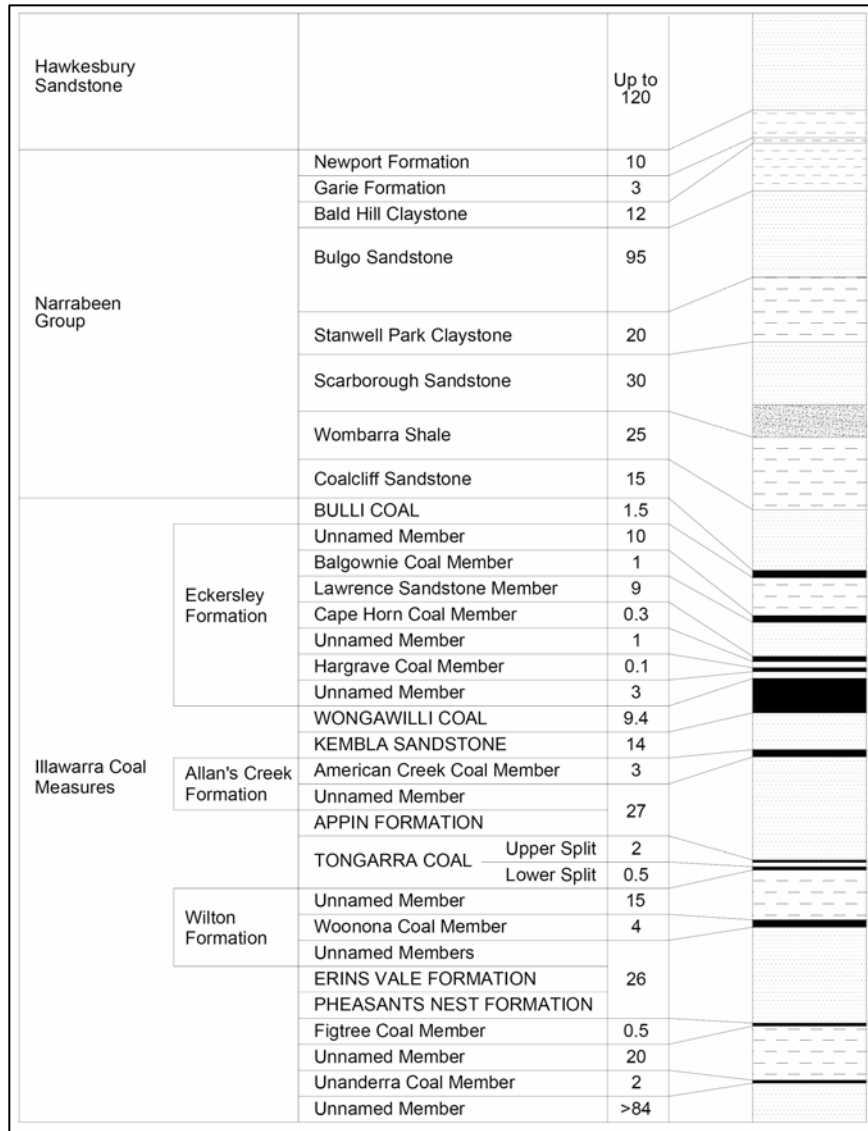 Hawkesbury
Sandstone
Up to
120
Narrabeen
Group
Newport Formation 10
Garie Formation 3
Bald Hill Claystone 12
Bulgo Sandstone 95
Stanwell Park Claystone 20
Scarborough Sandstone 30
Wombarra Shale 25
Coalcliff Sandstone 15
Illawarra Coal
Measures
BULLI COAL 1.5
Eckersley
Formation
Unnamed Member 10
Balgownie Coal Member 1
Lawrence Sandstone Member 9
Cape Horn Coal Member 0.3
Unnamed Member 1
Hargrave Coal Member 0.1
Unnamed Member 3
WONGAWILLI COAL 9.4
KEMBLA SANDSTONE 14
Allan's Creek
Formation
American Creek Coal Member 3
Unnamed Member
APPIN FORMATION
27
TONGARRA COAL
Upper Split 2
Lower Split 0.5
Wilton
Formation
Unnamed Member 15
Woonona Coal Member 4
Unnamed Members
ERINS VALE FORMATION 26
PHEASANTS NEST FORMATION
Figtree Coal Member 0.5
Unnamed Member 20
Unanderra Coal Member 2
Unnamed Member >84